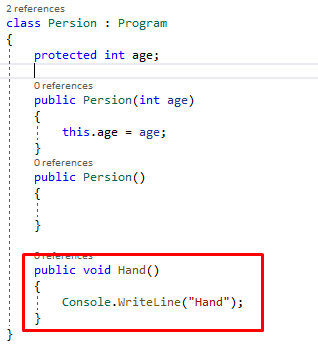 2 references
class Persion : Program
{
protected int age;
0 references
public Persion(int age)
{
this.age = age;
}
0 references
public Persion()
{
}
0 references
public void Hand()
{
Console.WriteLine("Hand");
}
}